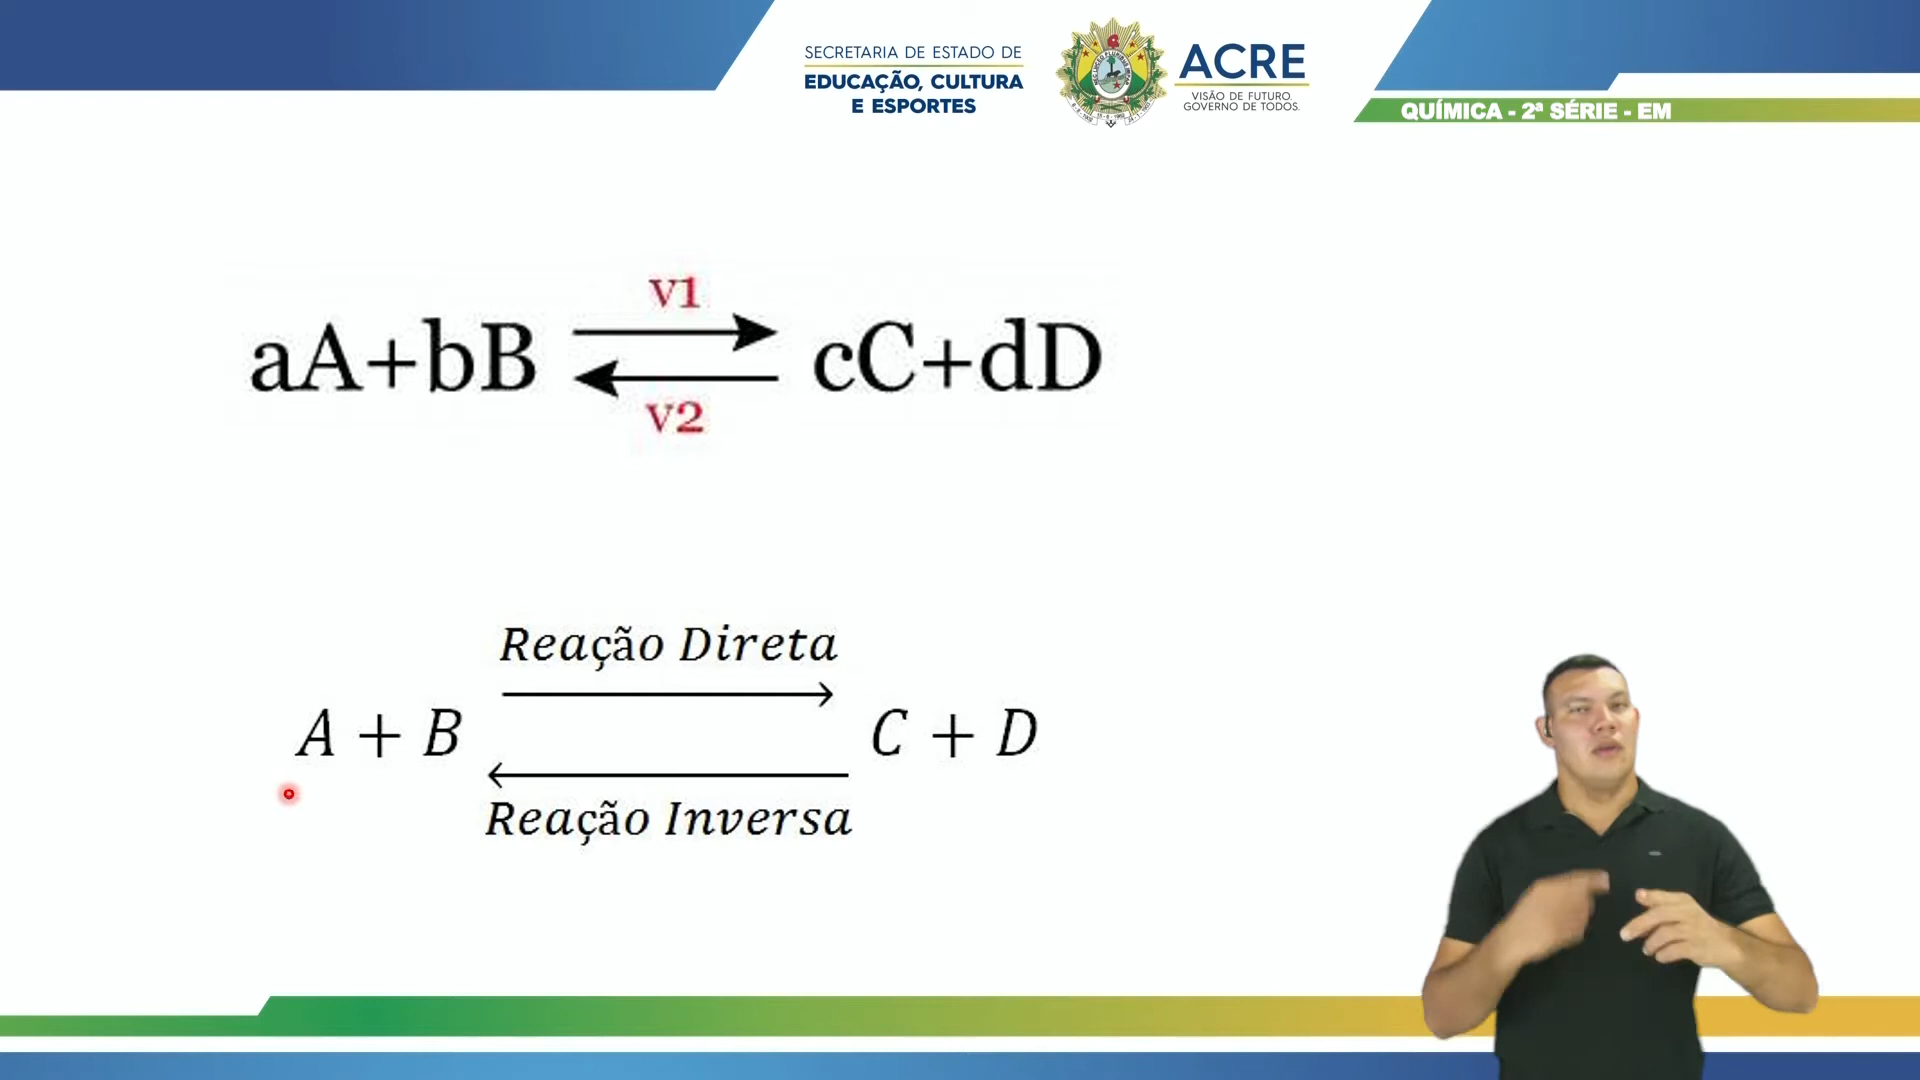 SECRETARIA DE ESTADO DE
EDUCAÇÃO, CULTURA
E ESPORTES
ACRE
VISÃO DE FUTURO.
GOVERNO DE TODOS.
QUÍMICA - 2ª SÉRIE - EM
v1
aA+bB cC+dD
v2
Reação Direta
A + B C + D
Reação Inversa